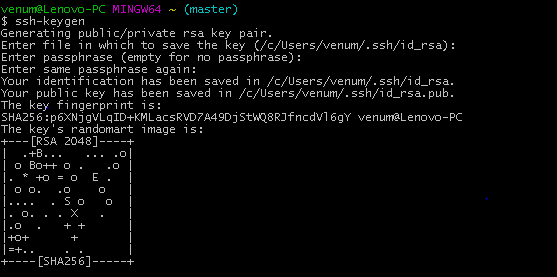 venum@Lenovo-PC MINGW64 ~ (master)
$ ssh-keygen
Generating public/private rsa key pair.
Enter file in which to save the key (/c/Users/venum/.ssh/id_rsa):
Enter passphrase (empty for no passphrase):
Enter same passphrase again:
Your identification has been saved in /c/Users/venum/.ssh/id_rsa.
Your public key has been saved in /c/Users/venum/.ssh/id_rsa.pub.
The key fingerprint is:
SHA256:p6XNjgVLqID+KMLacsRVD7A49DjStWQ8RJfncdVl6gY venum@Lenovo-PC
The key's randomart image is:
+---[RSA 2048]----+
|  .+B...   ... .o|
| o Bo++ o .   .o |
|. * +o = o  E .  |
| o o.  .o     o  |
|....  . S o   o  |
|. o. . . X   .   |
|.o  .   + +      |
|+o+      +       |
|=+..    . .      |
+----[SHA256]-----+